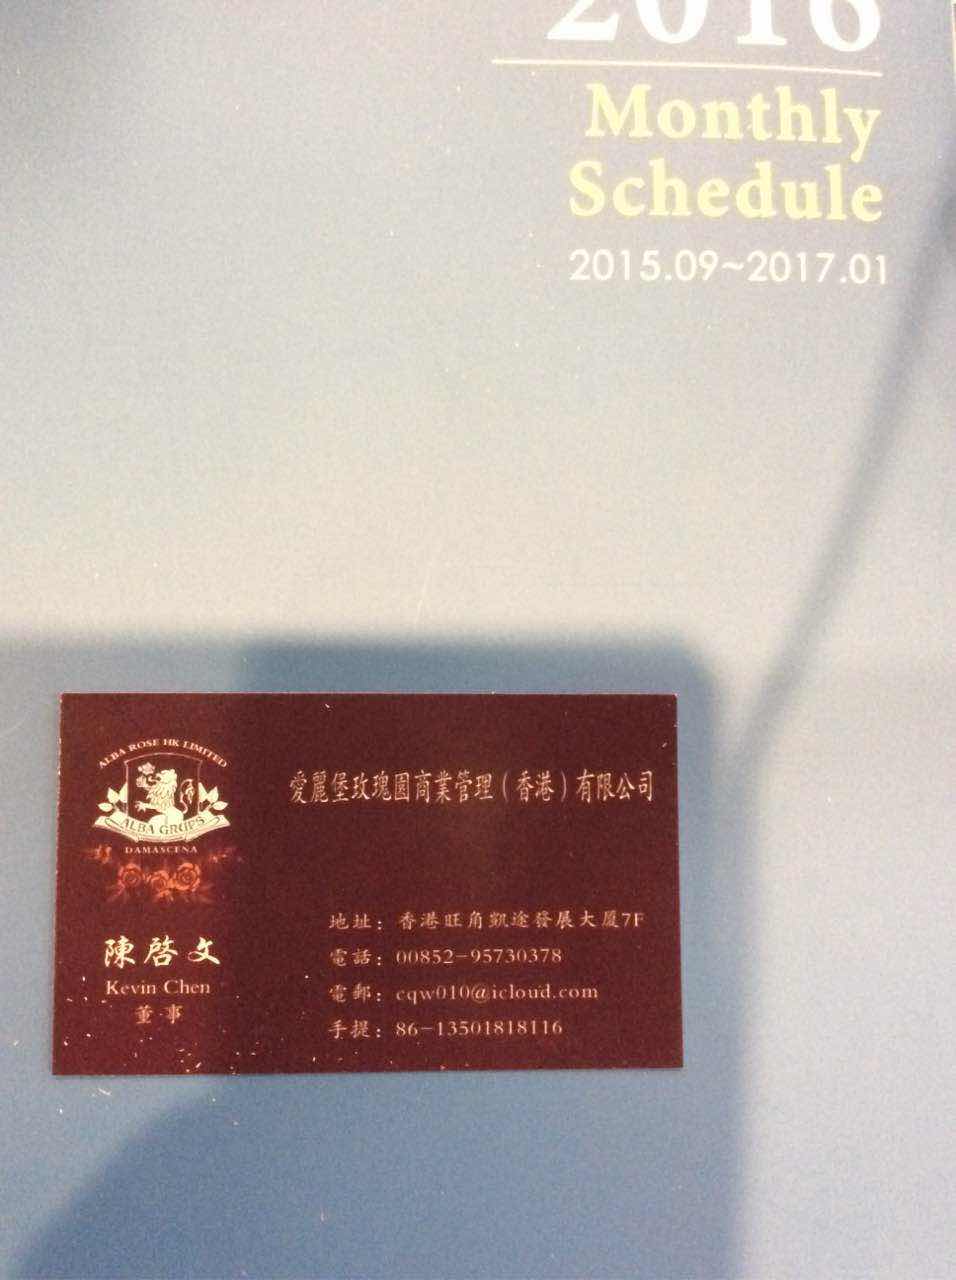 2016
Monthly
Schedule
2015.09~2017.01
ALBA ROSE HK LIMITED
ALBA GRUPS
DAMASCENA
愛麗堡玫瑰園商業管理（香港）有限公司
陳啓文
Kevin Chen
董事
地址：香港旺角凱途發展大厦7F
電話：00852-95730378
電郵：cqw010@icloud.com
手提：86-13501818116